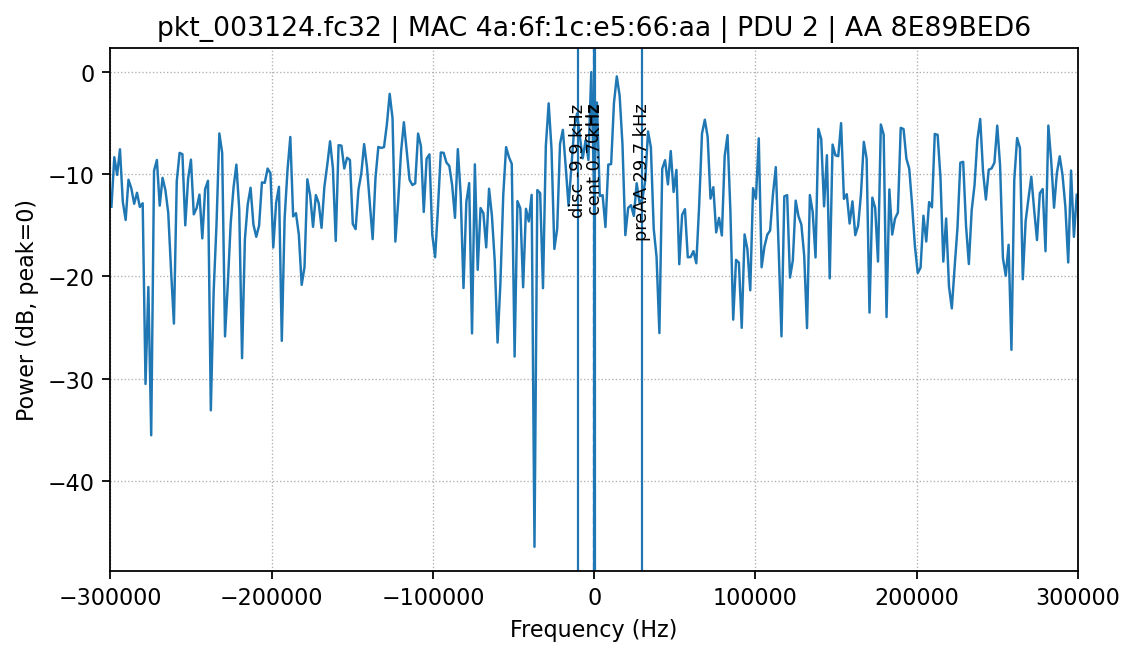 pkt_003124.fc32 | MAC 4a:6f:1c:e5:66:aa | PDU 2 | AA 8E89BED6
Power (dB, peak=0)
0
−10
−20
−30
−40
disc -9.9 kHz
cent 0.70kHz
preAA 29.7 kHz
−300000
−200000
−100000
0
100000
200000
300000
Frequency (Hz)